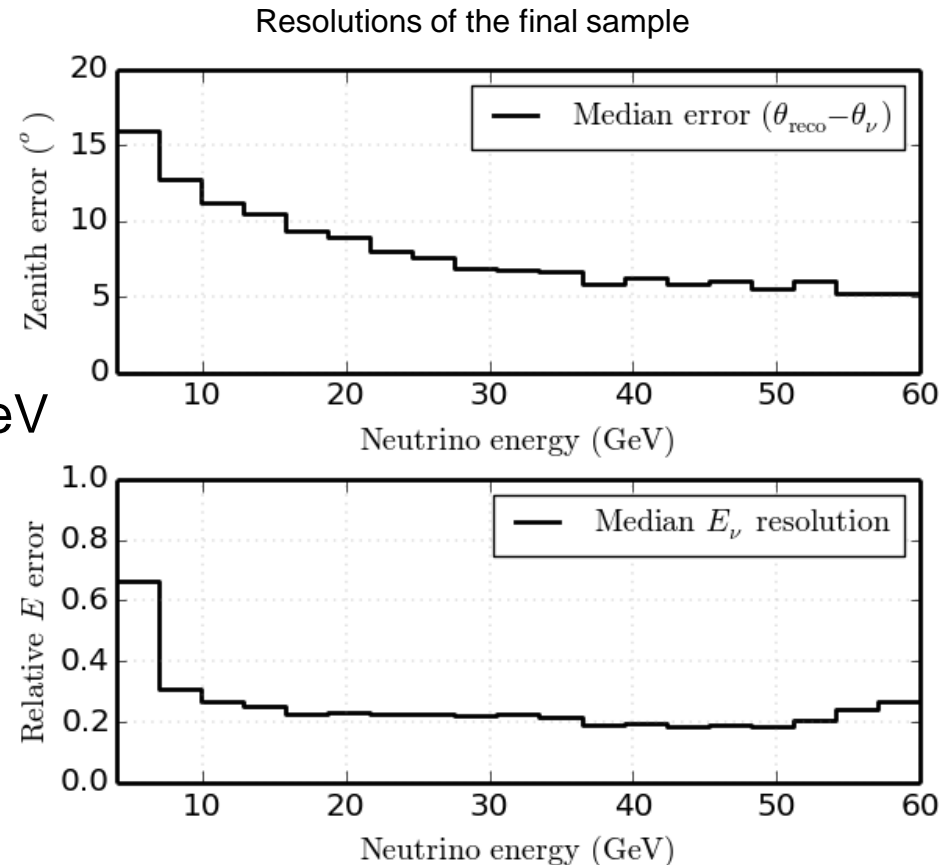 Resolutions of the final sample
20
15
10
5
0
Zenith error (°)
Median error (θreco−θν)
10 20 30 40 50 60
Neutrino energy (GeV)
eV
1.0
0.8
0.6
0.4
0.2
0.0
Relative E error
Median Eν resolution
10 20 30 40 50 60
Neutrino energy (GeV)